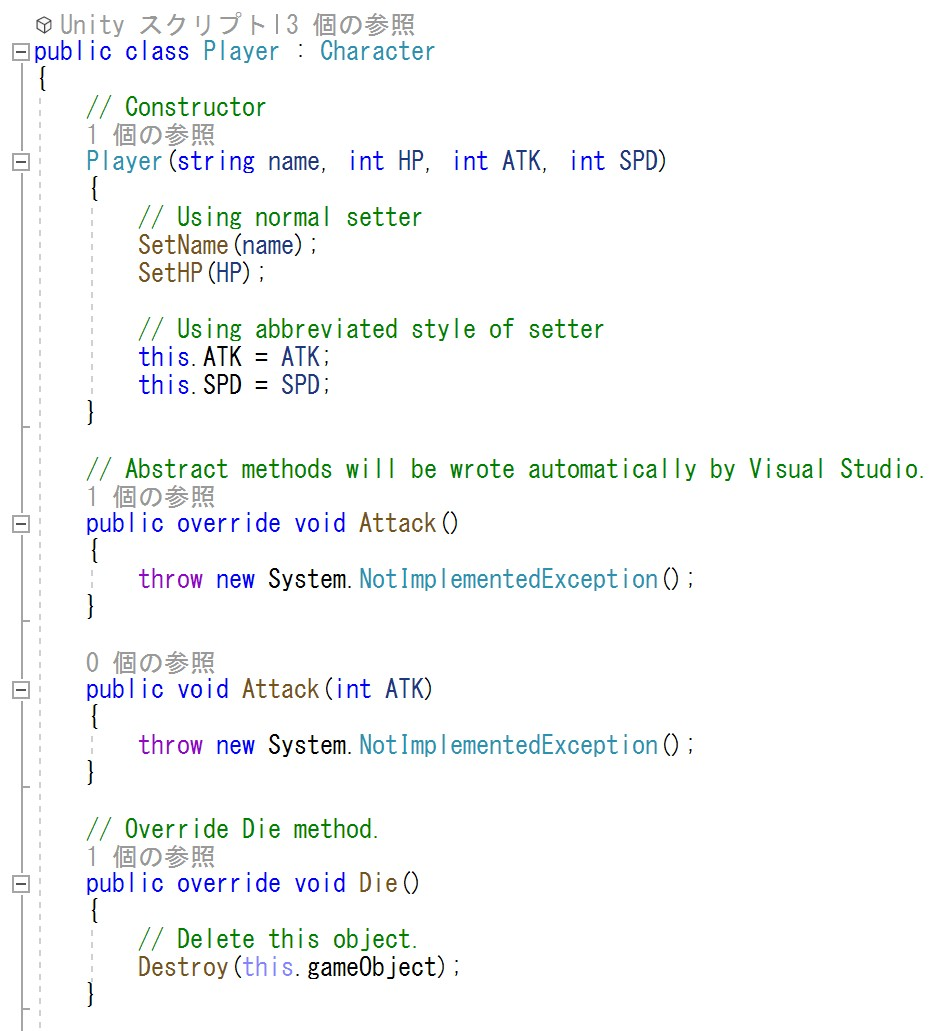 Unity スクリプト|3 個の参照
public class Player : Character
{
// Constructor
1 個の参照
Player(string name, int HP, int ATK, int SPD)
{
// Using normal setter
SetName(name);
SetHP(HP);
// Using abbreviated style of setter
this.ATK = ATK;
this.SPD = SPD;
}
// Abstract methods will be wrote automatically by Visual Studio.
1 個の参照
public override void Attack()
{
throw new System.NotImplementedException();
}
0 個の参照
public void Attack(int ATK)
{
throw new System.NotImplementedException();
}
// Override Die method.
1 個の参照
public override void Die()
{
// Delete this object.
Destroy(this.gameObject);
}